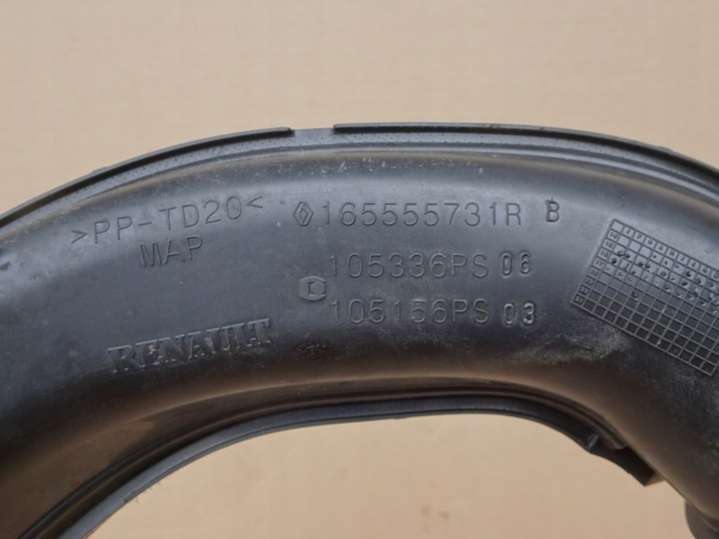 >PP-TD20<
MAP
165555731R B
105336PS 06
105156PS 03
RENAULT